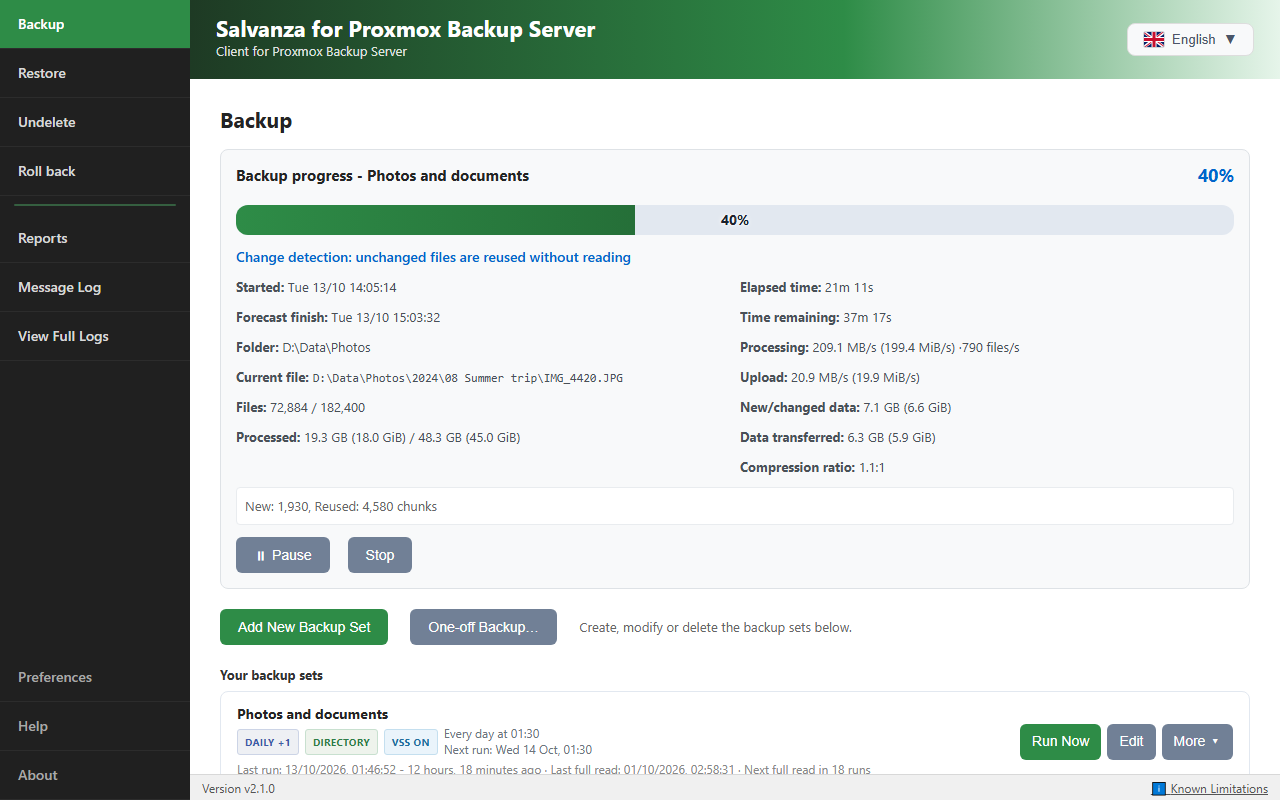 Backup
Restore
Undelete
Roll back
Reports
Message Log
View Full Logs
Preferences
Help
About
Salvanza for Proxmox Backup Server
Client for Proxmox Backup Server
English ▼
Backup
Backup progress - Photos and documents
40%
40%
Change detection: unchanged files are reused without reading
Started: Tue 13/10 14:05:14
Elapsed time: 21m 11s
Forecast finish: Tue 13/10 15:03:32
Time remaining: 37m 17s
Folder: D:\Data\Photos
Processing: 209.1 MB/s (199.4 MiB/s) ·790 files/s
Current file: D:\Data\Photos\2024\08 Summer trip\IMG_4420.JPG
Upload: 20.9 MB/s (19.9 MiB/s)
Files: 72,884 / 182,400
New/changed data: 7.1 GB (6.6 GiB)
Processed: 19.3 GB (18.0 GiB) / 48.3 GB (45.0 GiB)
Data transferred: 6.3 GB (5.9 GiB)
Compression ratio: 1.1:1
New: 1,930, Reused: 4,580 chunks
Pause
Stop
Add New Backup Set
One-off Backup...
Create, modify or delete the backup sets below.
Your backup sets
Photos and documents
DAILY +1
DIRECTORY
VSS ON
Every day at 01:30
Next run: Wed 14 Oct, 01:30
Run Now
Edit
More ▼
Last run: 13/10/2026, 01:46:52 - 12 hours, 18 minutes ago · Last full read: 01/10/2026, 02:58:31 · Next full read in 18 runs
Version v2.1.0
i Known Limitations